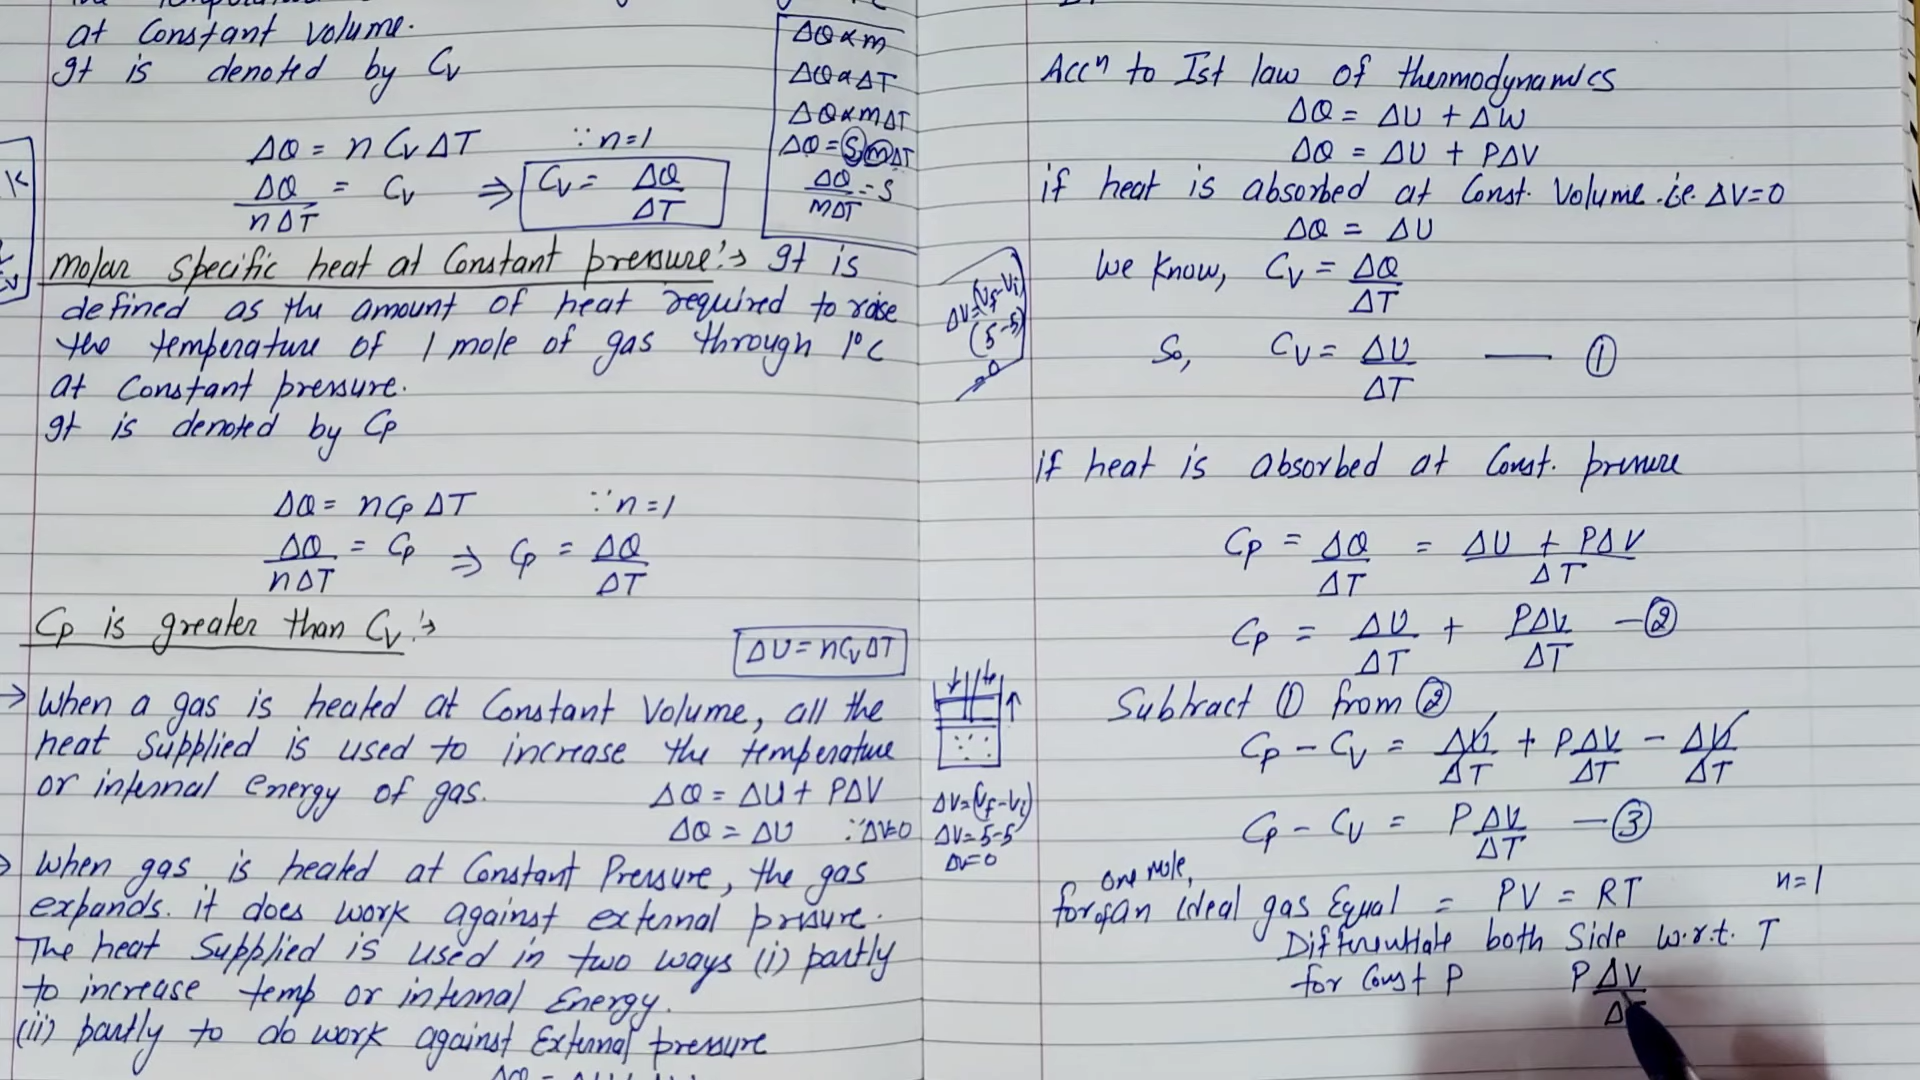 at Constant volume.
It is denoted by Cv
ΔQ = n Cv ΔT ∵ n=1
ΔQ/nΔT = Cv ⇒ Cv = ΔQ/ΔT
ΔQ ∝ m
ΔQ ∝ ΔT
ΔQ ∝ mΔT
ΔQ = SmΔT
ΔQ/mΔT = S
K
Molar Specific heat at Constant pressure:→ It is
defined as the amount of heat required to raise
the temperature of 1 mole of gas through 1°C
at Constant pressure.
It is denoted by Cp
ΔQ = nCp ΔT ∵ n=1
ΔQ/nΔT = Cp ⇒ Cp = ΔQ/ΔT
Cp is greater than Cv:→
ΔU = nCvΔT
→ When a gas is heated at Constant Volume, all the
heat Supplied is used to increase the temperature
or internal energy of gas. ΔQ = ΔU + PΔV
ΔQ = ΔU ∵ ΔV=0
→ When gas is heated at Constant Pressure, the gas
expands. it does work against external prssure.
The heat Supplied is used in two ways (i) partly
to increase temp or internal Energy.
(ii) partly to do work against External pressure
ΔV=(Vf-Vi)
(5-5)
=0
ΔV=(Vf-Vi)
ΔV=5-5
ΔV=0
Accⁿ to Ist law of thermodynamics
ΔQ = ΔU + ΔW
ΔQ = ΔU + PΔV
if heat is absorbed at Const. Volume .i.e. ΔV=0
ΔQ = ΔU
We Know, Cv = ΔQ/ΔT
So, Cv = ΔU/ΔT — ①
if heat is absorbed at Const. pressure
Cp = ΔQ/ΔT = ΔU + PΔV/ΔT
Cp = ΔU/ΔT + PΔV/ΔT — ②
Subtract ① from ②
Cp - Cv = ΔU/ΔT + PΔV/ΔT - ΔU/ΔT
Cp - Cv = PΔV/ΔT — ③
one mole,
for of an ideal gas Equal = PV = RT n=1
Differentiate both Side w.r.t. T
for Const P P ΔV/Δ